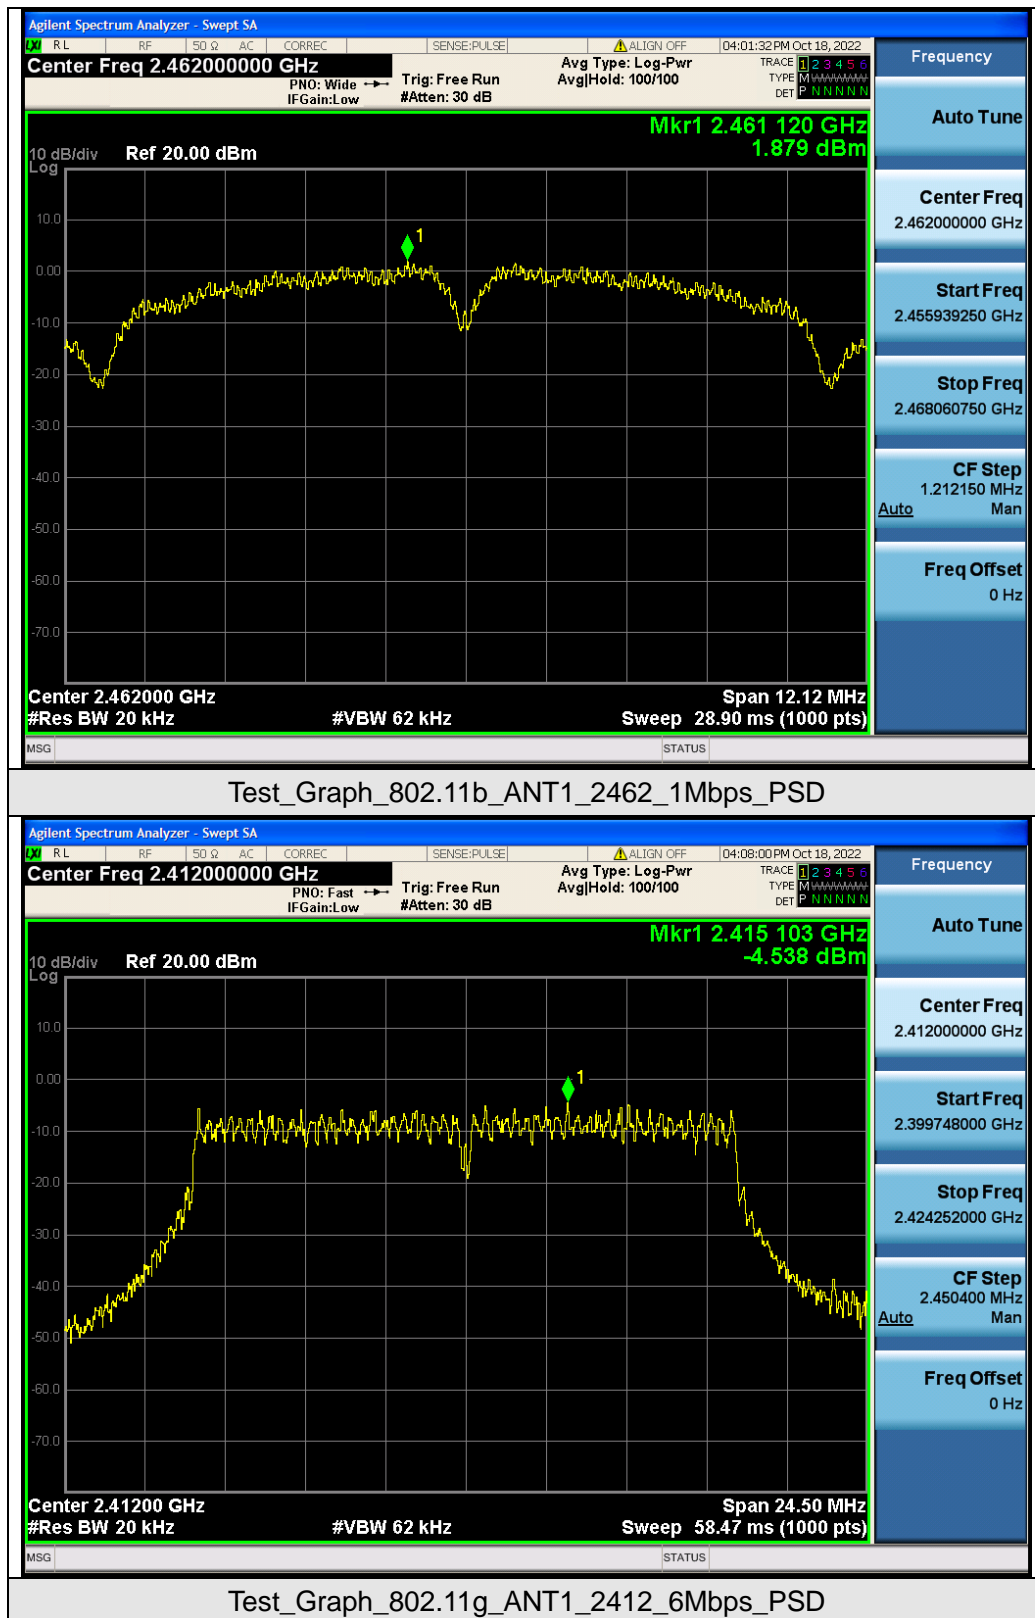 Agilent Spectrum Analyzer - Swept SA
LXI RL RF 50 Ω AC CORREC SENSE:PULSE ALIGN OFF 04:01:32 PM Oct 18, 2022
Center Freq 2.462000000 GHz
PNO: Wide
IFGain:Low
Trig: Free Run
#Atten: 30 dB
Avg Type: Log-Pwr
Avg|Hold: 100/100
TRACE 1 2 3 4 5 6
TYPE M
DET P N N N N N
Mkr1 2.461 120 GHz
1.879 dBm
10 dB/div
Log
Ref 20.00 dBm
10.0
0.00
-10.0
-20.0
-30.0
-40.0
-50.0
-60.0
-70.0
1
Center 2.462000 GHz
#Res BW 20 kHz
#VBW 62 kHz
Span 12.12 MHz
Sweep 28.90 ms (1000 pts)
MSG
STATUS
Frequency
Auto Tune
Center Freq
2.462000000 GHz
Start Freq
2.455939250 GHz
Stop Freq
2.468060750 GHz
CF Step
1.212150 MHz
Auto Man
Freq Offset
0 Hz
Test_Graph_802.11b_ANT1_2462_1Mbps_PSD
Agilent Spectrum Analyzer - Swept SA
LXI RL RF 50 Ω AC CORREC SENSE:PULSE ALIGN OFF 04:08:00 PM Oct 18, 2022
Center Freq 2.412000000 GHz
PNO: Fast
IFGain:Low
Trig: Free Run
#Atten: 30 dB
Avg Type: Log-Pwr
Avg|Hold: 100/100
TRACE 1 2 3 4 5 6
TYPE M
DET P N N N N N
Mkr1 2.415 103 GHz
-4.538 dBm
10 dB/div
Log
Ref 20.00 dBm
10.0
0.00
-10.0
-20.0
-30.0
-40.0
-50.0
-60.0
-70.0
1
Center 2.41200 GHz
#Res BW 20 kHz
#VBW 62 kHz
Span 24.50 MHz
Sweep 58.47 ms (1000 pts)
MSG
STATUS
Frequency
Auto Tune
Center Freq
2.412000000 GHz
Start Freq
2.399748000 GHz
Stop Freq
2.424252000 GHz
CF Step
2.450400 MHz
Auto Man
Freq Offset
0 Hz
Test_Graph_802.11g_ANT1_2412_6Mbps_PSD